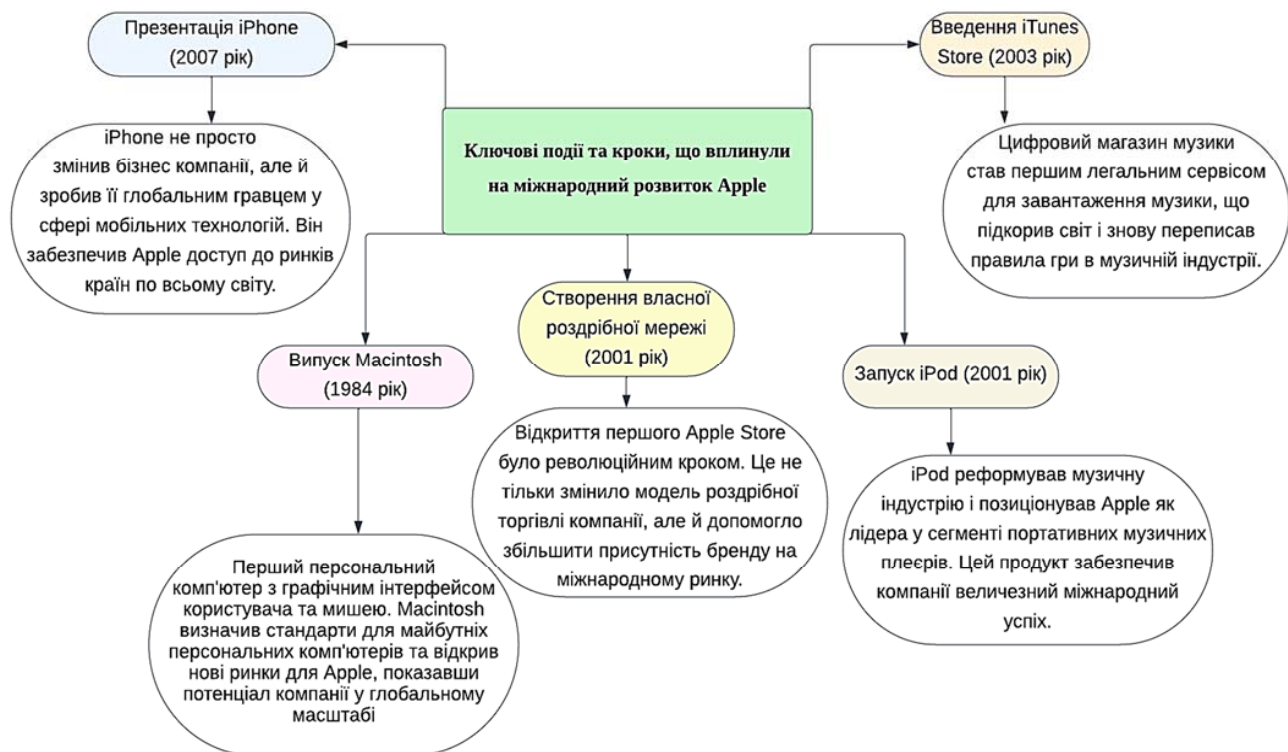 Презентація iPhone
(2007 рік)
Введення iTunes
Store (2003 рік)
Ключові події та кроки, що вплинули
на міжнародний розвиток Apple
iPhone не просто
змінив бізнес компанії, але й
зробив її глобальним гравцем у
сфері мобільних технологій. Він
забезпечив Apple доступ до ринків
країн по всьому світу.
Цифровий магазин музики
став першим легальним сервісом
для завантаження музики, що
підкорив світ і знову переписав
правила гри в музичній індустрії.
Випуск Macintosh
(1984 рік)
Створення власної
роздрібної мережі
(2001 рік)
Запуск iPod (2001 рік)
Перший персональний
комп'ютер з графічним інтерфейсом
користувача та мишею. Macintosh
визначив стандарти для майбутніх
персональних комп'ютерів та відкрив
нові ринки для Apple, показавши
потенціал компанії у глобальному
масштабі
Відкриття першого Apple Store
було революційним кроком. Це не
тільки змінило модель роздрібної
торгівлі компанії, але й допомогло
збільшити присутність бренду на
міжнародному ринку.
iPod реформував музичну
індустрію і позиціонував Apple як
лідера у сегменті портативних музичних
плеєрів. Цей продукт забезпечив
компанії величезний міжнародний
успіх.